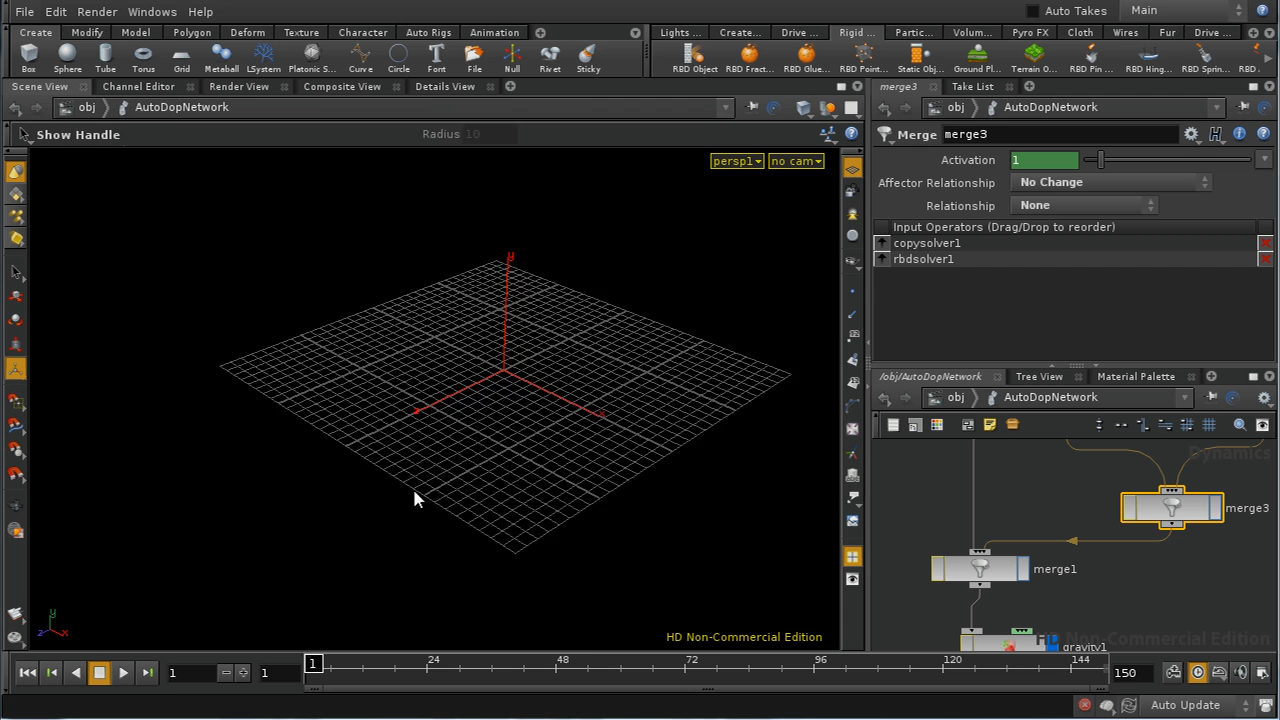 File Edit Render Windows Help Auto Takes Main
Create Modify Model Polygon Deform Texture Character Auto Rigs Animation Lights ... Create... Drive ... Rigid ... Partic... Volum... Pyro FX Cloth Wires Fur Drive ...
Box Sphere Tube Torus Grid Metaball LSystem Platonic S... Curve Circle Font File Null Rivet Sticky RBD Object RBD Fract... RBD Glue... RBD Point... Static Obj... Ground Pl... Terrain O... RBD Pin ... RBD Hing... RBD Sprin... RBD.
Scene View Channel Editor Render View Composite View Details View merge3 Take List
obj AutoDopNetwork obj AutoDopNetwork
Show Handle Radius 10 Merge merge3
persp1 no cam Activation 1
Affector Relationship No Change
Relationship None
Input Operators (Drag/Drop to reorder)
copysolver1
rbdsolver1
y
x
/obj/AutoDopNetwork Tree View Material Palette
obj AutoDopNetwork
Dynamics
merge3
merge1
y
z x
HD Non-Commercial Edition
HD Non-Commercial Edition
gravity1
1 1 1 24 48 72 96 120 144 150
Auto Update